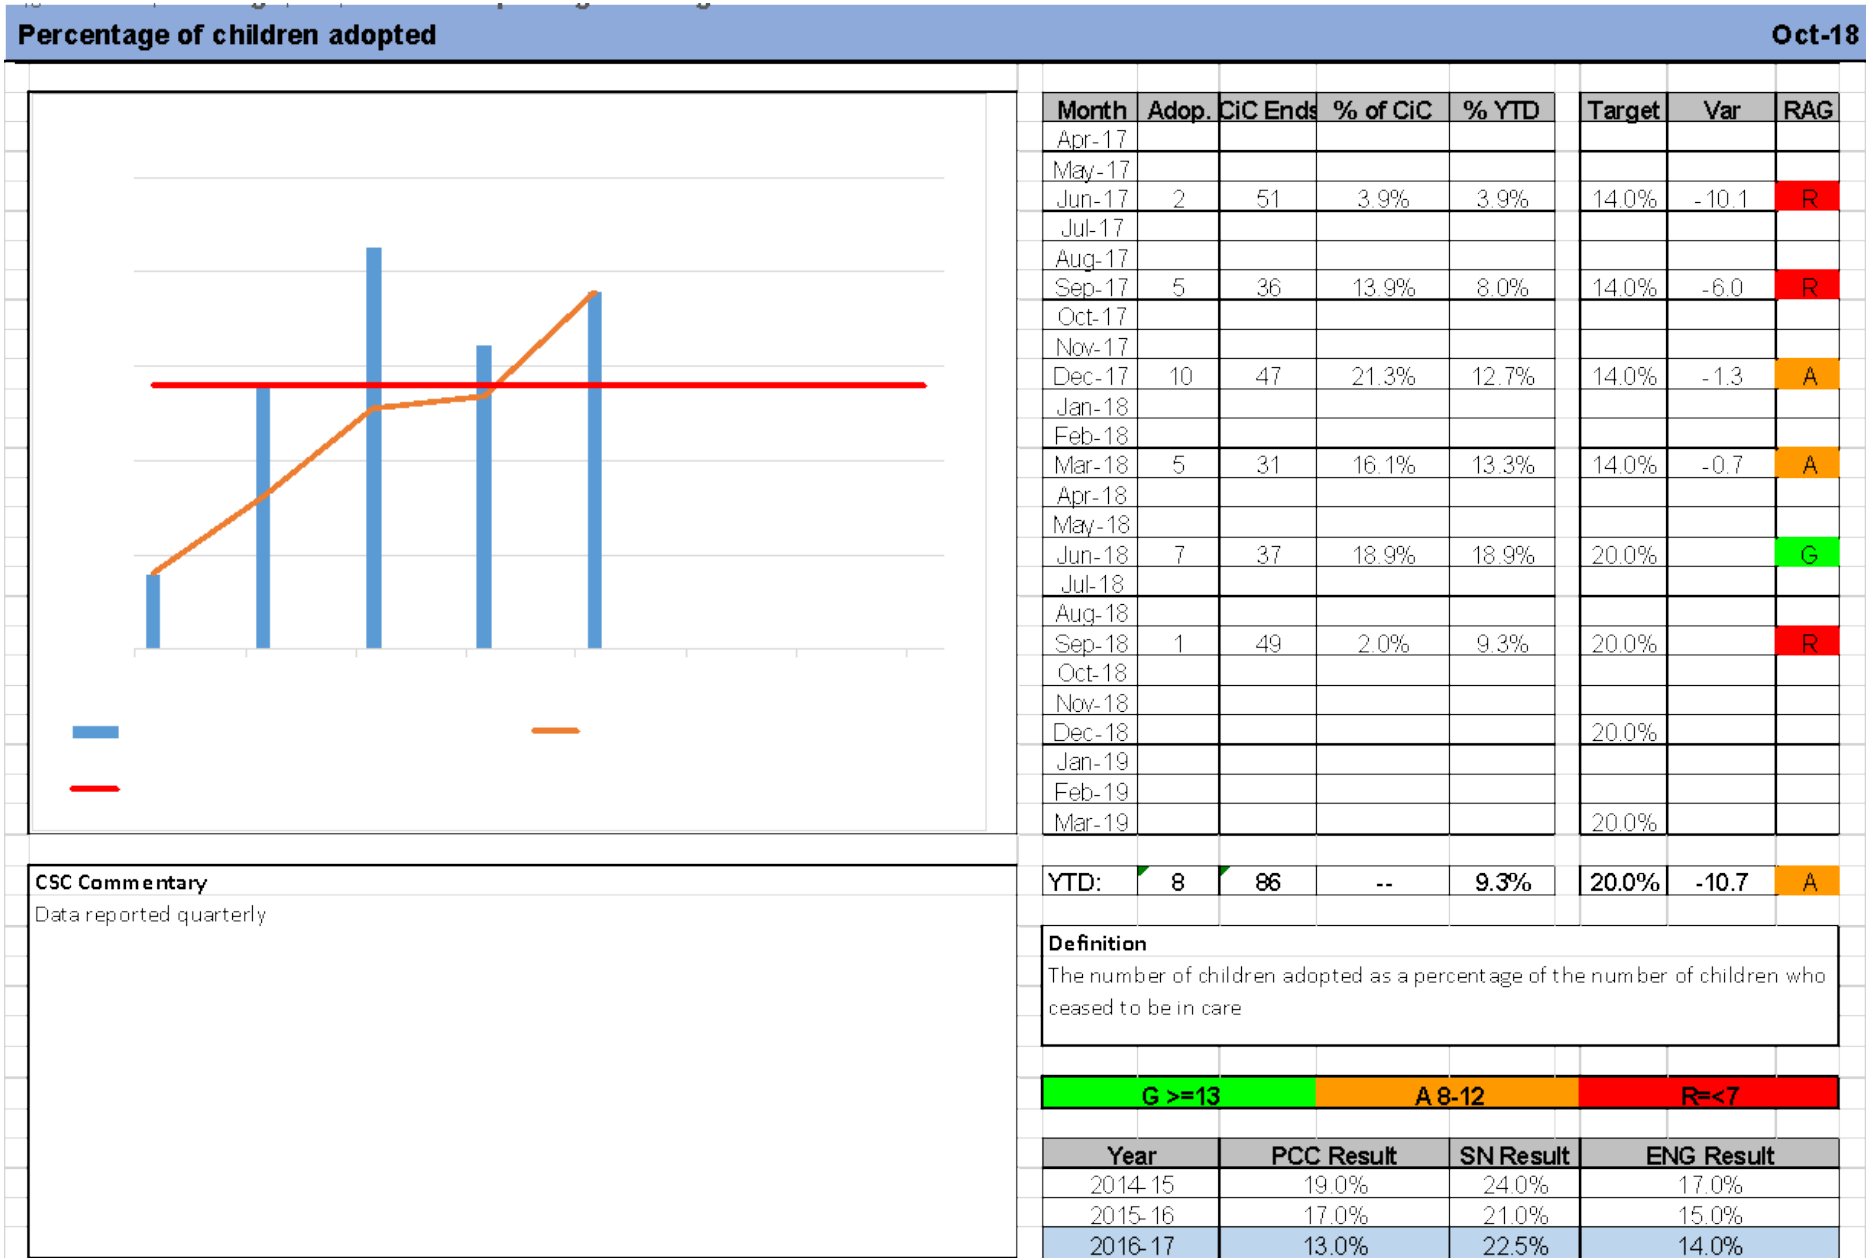 Percentage of children adopted Oct-18
Month Adop. CiC Ends % of CiC % YTD Target Var RAG
Apr-17
May-17
Jun-17 2 51 3.9% 3.9% 14.0% -10.1 R
Jul-17
Aug-17
Sep-17 5 36 13.9% 8.0% 14.0% -6.0 R
Oct-17
Nov-17
Dec-17 10 47 21.3% 12.7% 14.0% -1.3 A
Jan-18
Feb-18
Mar-18 5 31 16.1% 13.3% 14.0% -0.7 A
Apr-18
May-18
Jun-18 7 37 18.9% 18.9% 20.0% G
Jul-18
Aug-18
Sep-18 1 49 2.0% 9.3% 20.0% R
Oct-18
Nov-18
Dec-18 20.0%
Jan-19
Feb-19
Mar-19 20.0%
YTD: 8 86 -- 9.3% 20.0% -10.7 A
CSC Commentary
Data reported quarterly
Definition
The number of children adopted as a percentage of the number of children who
ceased to be in care
G >=13 A 8-12 R=<7
Year PCC Result SN Result ENG Result
2014-15 19.0% 24.0% 17.0%
2015-16 17.0% 21.0% 15.0%
2016-17 13.0% 22.5% 14.0%